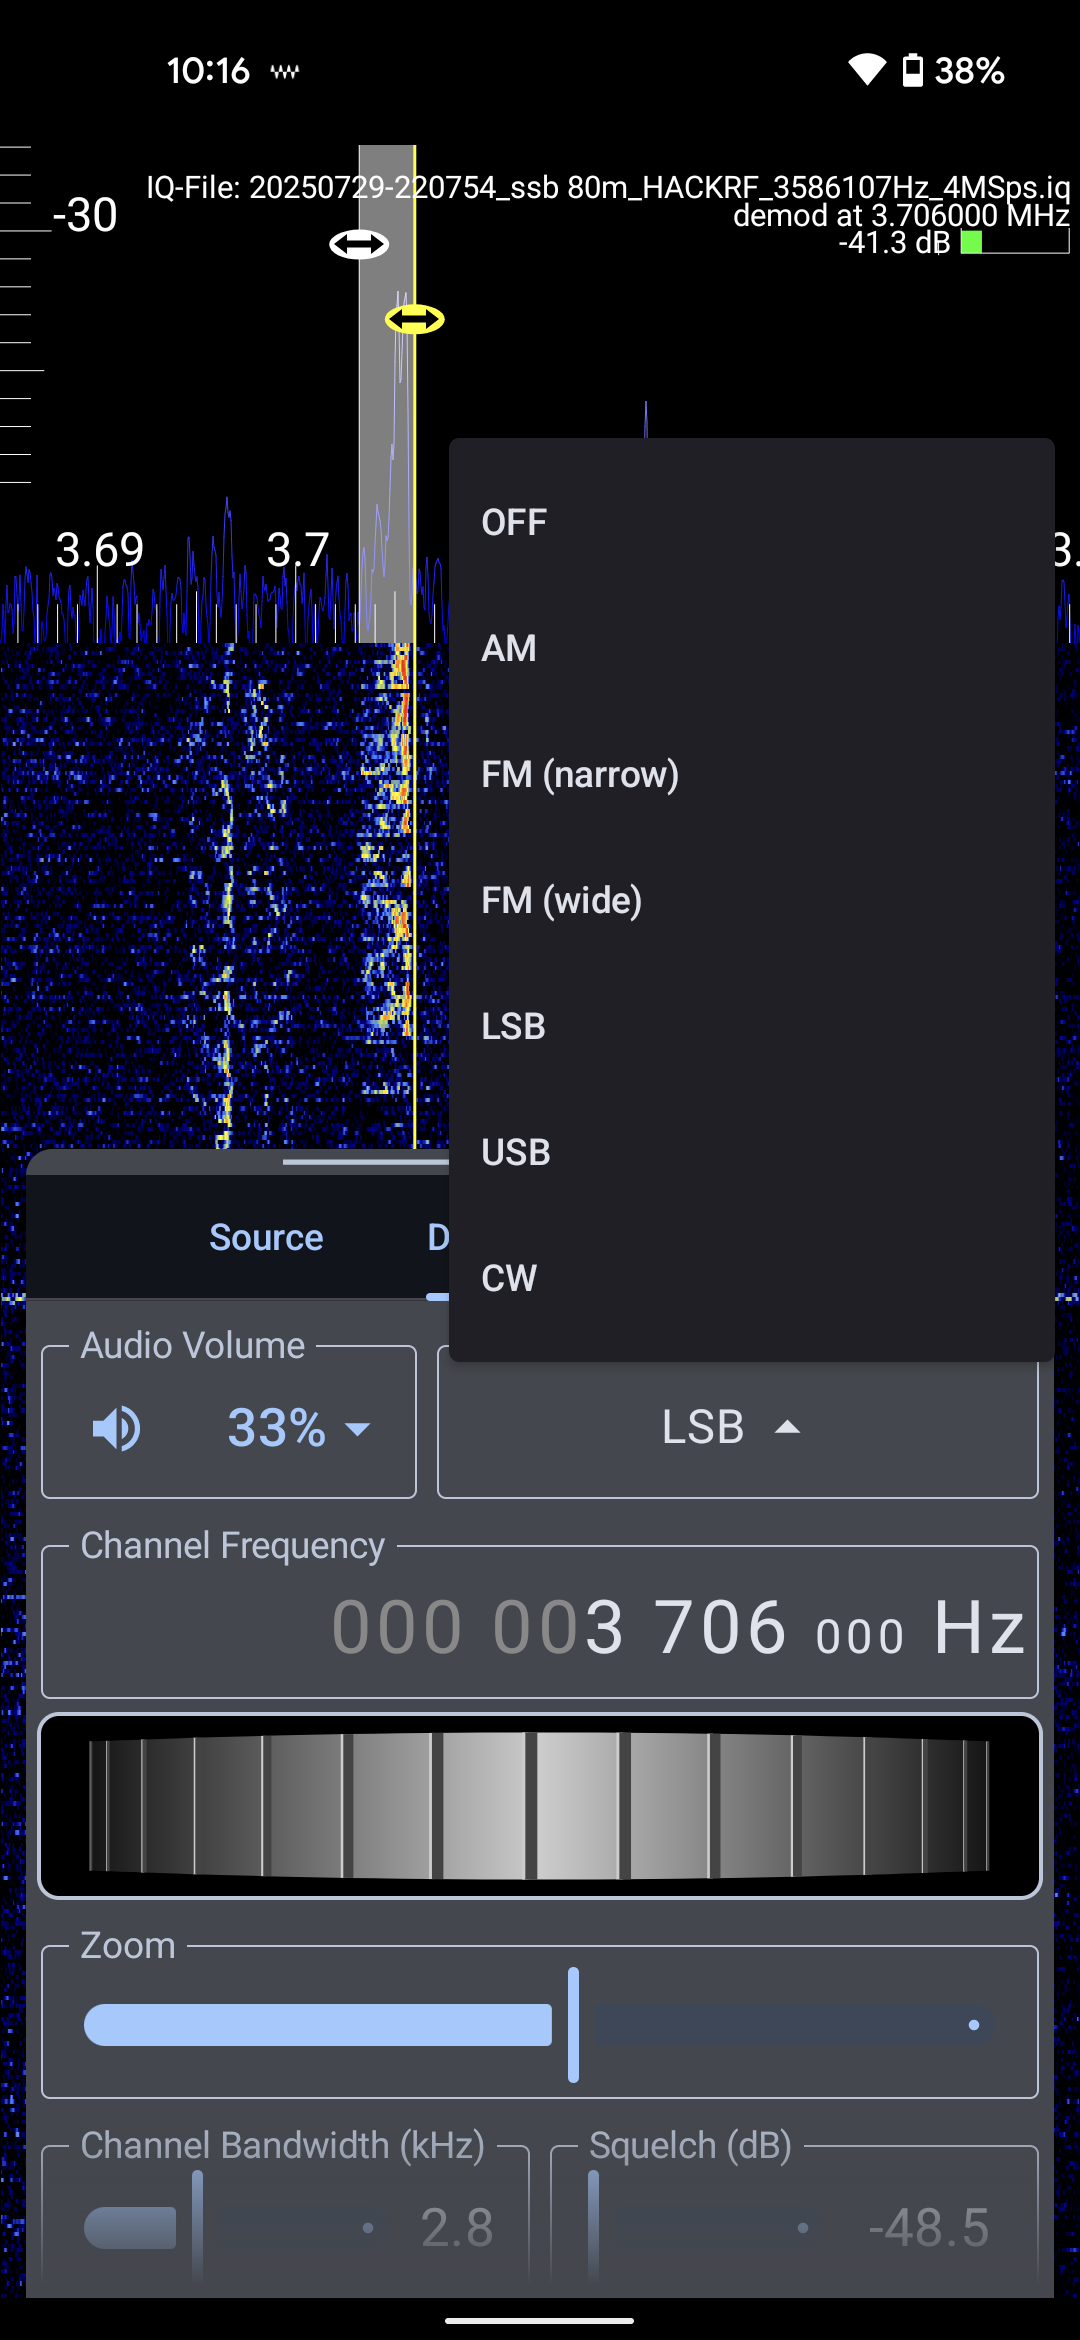 10:16
38%
IQ-File: 20250729-220754_ssb 80m_HACKRF_3586107Hz_4MSps.iq
-30
demod at 3.706000 MHz
-41.3 dB
3.69
3.7
3.
OFF
AM
FM (narrow)
FM (wide)
LSB
USB
CW
Source
D
Audio Volume
33%
LSB
Channel Frequency
000 003 706 000 Hz
Zoom
Channel Bandwidth (kHz)
2.8
Squelch (dB)
-48.5